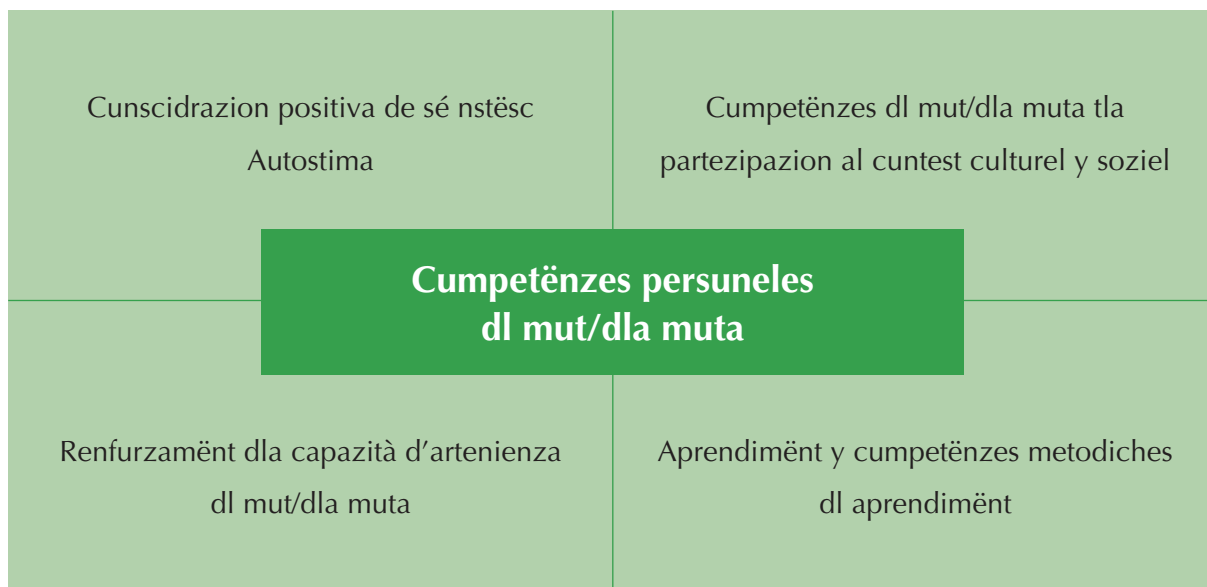 Cunscidrazion positiva de sé nstësc
Autostima
Cumpetënzes dl mut/dla muta tla
partezipazion al cuntest culturel y soziel
Cumpetënzes persuneles
dl mut/dla muta
Renfurzamënt dla capazità d’artenienza
dl mut/dla muta
Aprendimënt y cumpetënzes metodiches
dl aprendimënt